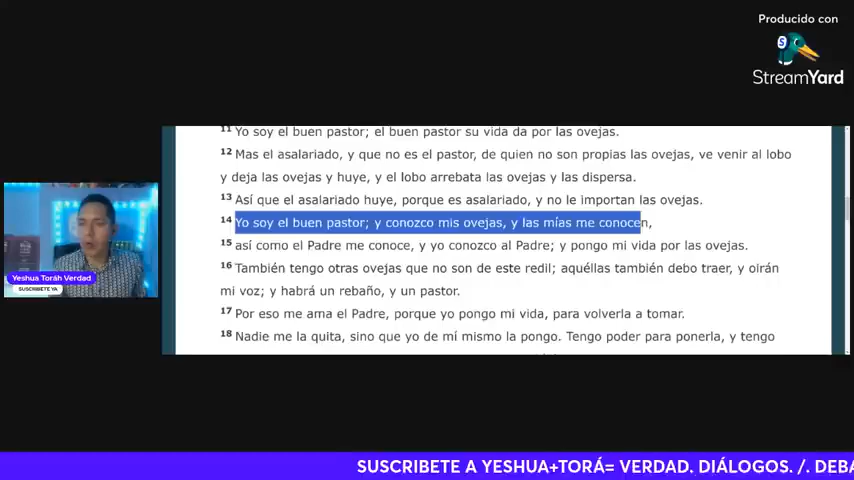 Producido con
StreamYard
11 Yo soy el buen pastor; el buen pastor su vida da por las ovejas.
12 Mas el asalariado, y que no es el pastor, de quien no son propias las ovejas, ve venir al lobo
y deja las ovejas y huye, y el lobo arrebata las ovejas y las dispersa.
13 Así que el asalariado huye, porque es asalariado, y no le importan las ovejas.
14 Yo soy el buen pastor; y conozco mis ovejas, y las mías me conocen,
15 así como el Padre me conoce, y yo conozco al Padre; y pongo mi vida por las ovejas.
16 También tengo otras ovejas que no son de este redil; aquéllas también debo traer, y oirán
mi voz; y habrá un rebaño, y un pastor.
17 Por eso me ama el Padre, porque yo pongo mi vida, para volverla a tomar.
18 Nadie me la quita, sino que yo de mí mismo la pongo. Tengo poder para ponerla, y tengo
Yeshua Toráh Verdad
SUSCRIBETE YA
SUSCRIBETE A YESHUA+TORÁ= VERDAD. DIÁLOGOS. /. DEBA